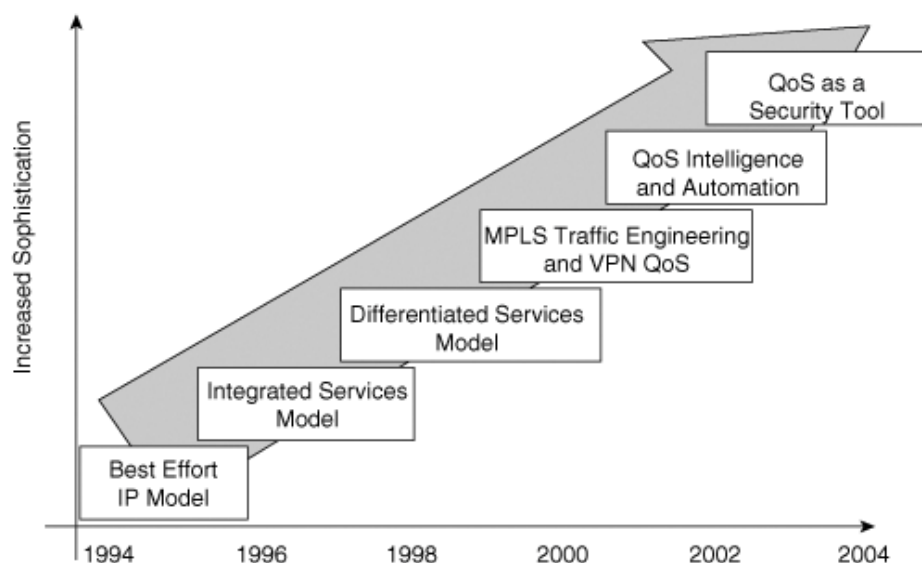 Increased Sophistication
QoS as a
Security Tool
QoS Intelligence
and Automation
MPLS Traffic Engineering
and VPN QoS
Differentiated Services
Model
Integrated Services
Model
Best Effort
IP Model
1994 1996 1998 2000 2002 2004